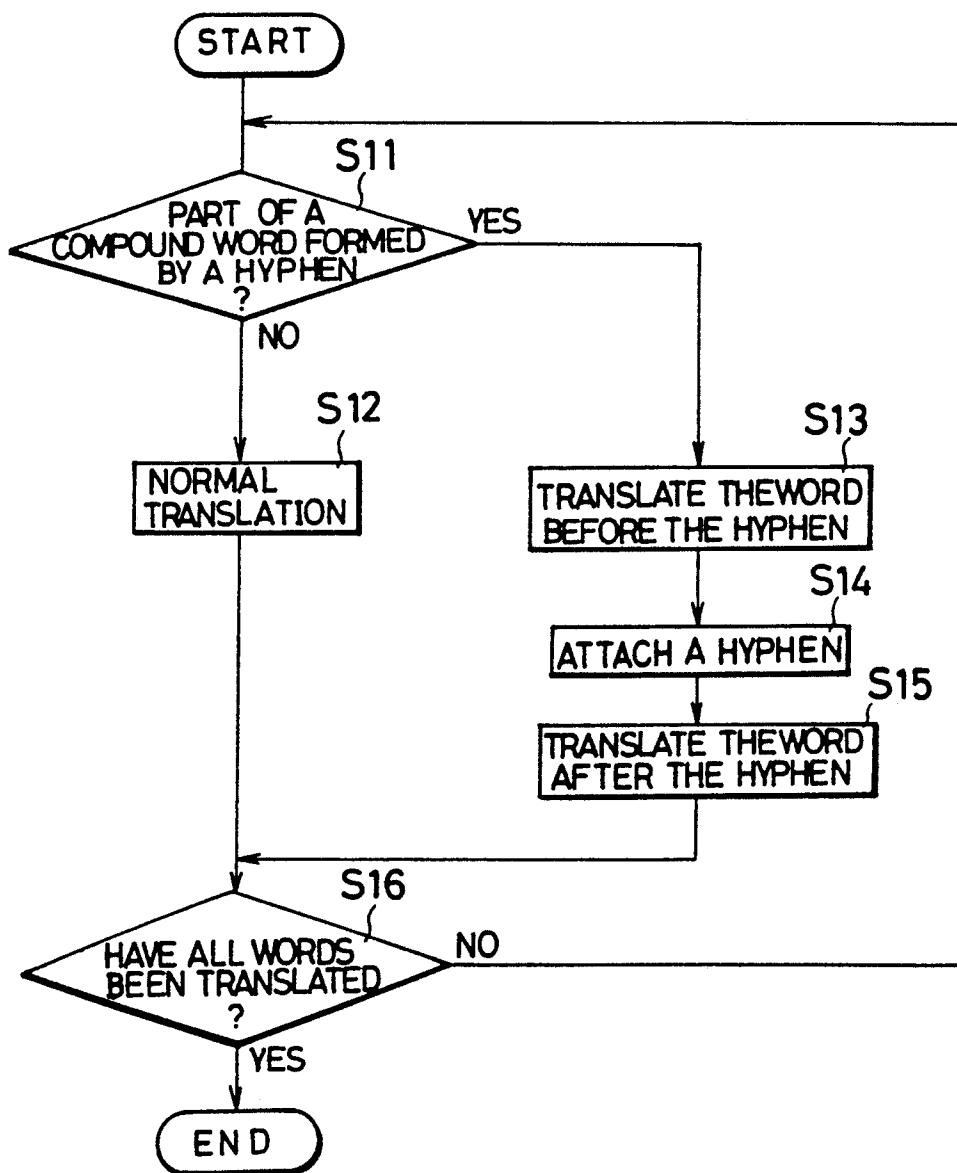 START
S11
PART OF A
COMPOUND WORD FORMED
BY A HYPHEN
?
YES
NO
S12
NORMAL
TRANSLATION
S13
TRANSLATE THEWORD
BEFORE THE HYPHEN
S14
ATTACH A HYPHEN
S15
TRANSLATE THEWORD
AFTER THE HYPHEN
S16
HAVE ALL WORDS
BEEN TRANSLATED
?
NO
YES
END